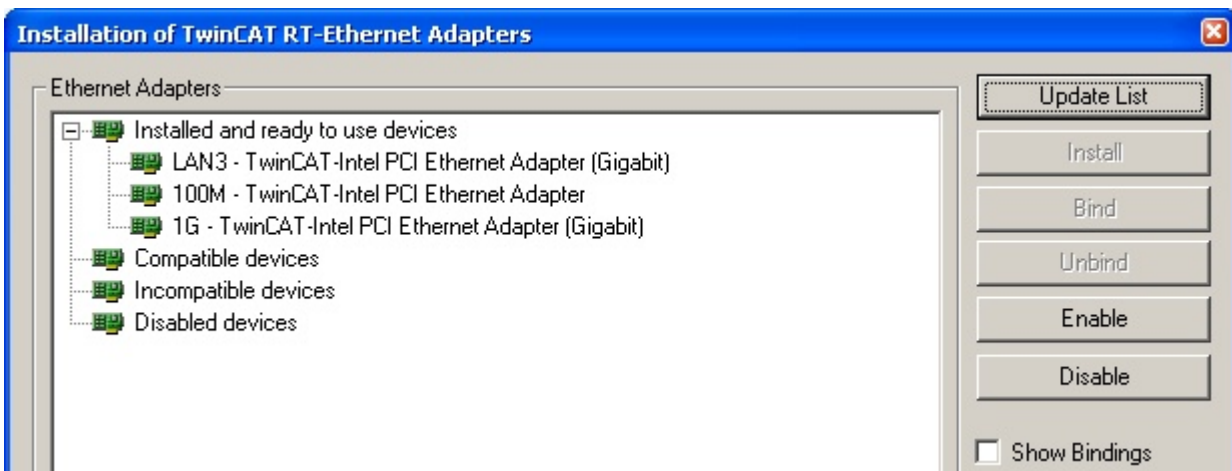 Installation of TwinCAT RT-Ethernet Adapters
Ethernet Adapters
Installed and ready to use devices
LAN3 - TwinCAT-Intel PCI Ethernet Adapter (Gigabit)
100M - TwinCAT-Intel PCI Ethernet Adapter
1G - TwinCAT-Intel PCI Ethernet Adapter (Gigabit)
Compatible devices
Incompatible devices
Disabled devices
Update List
Install
Bind
Unbind
Enable
Disable
Show Bindings